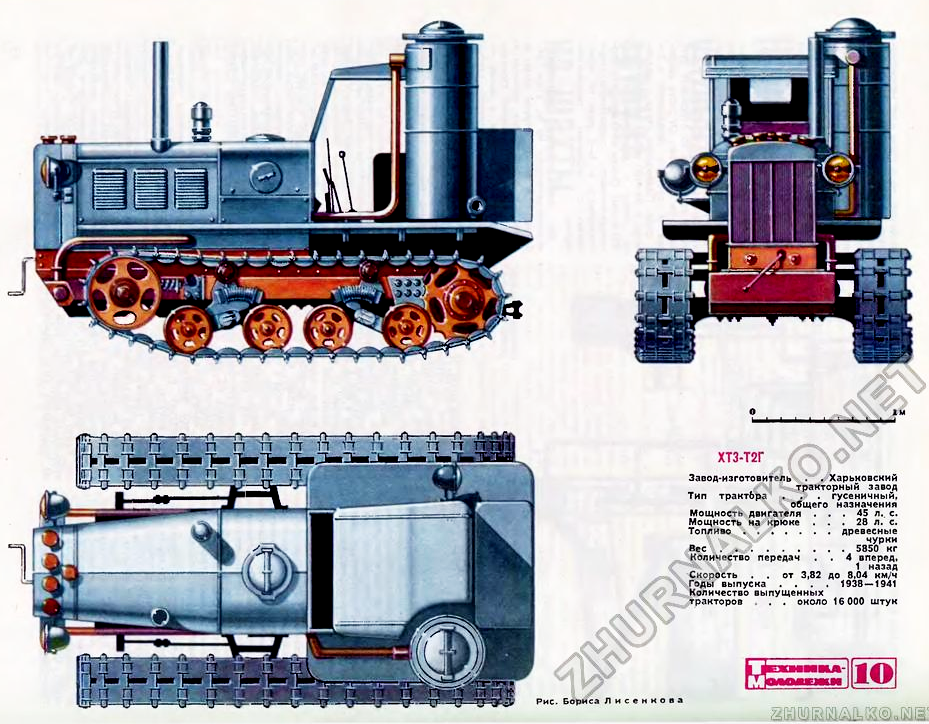 0 1м
ХТЗ-Т2Г
Завод-изготовитель . . Харьковский
тракторный завод
Тип трактора . . . гусеничный,
общего назначения
Мощность двигателя . . . 45 л. с.
Мощность на крюке . . . 28 л. с.
Топливо . . . . . . древесные
чурки
Вес . . . . . . . . 5850 кг
Количество передач . . 4 вперед,
1 назад
Скорость . . от 3,82 до 8,04 км/ч
Годы выпуска . . . . 1938—1941
Количество выпущенных
тракторов . . . около 16 000 штук
ТЕХНИКА- 10
МОЛОДЕЖИ
Рис. Бориса Лисенкова
ZHURNALKO.NET
ZHURNALKO.NE